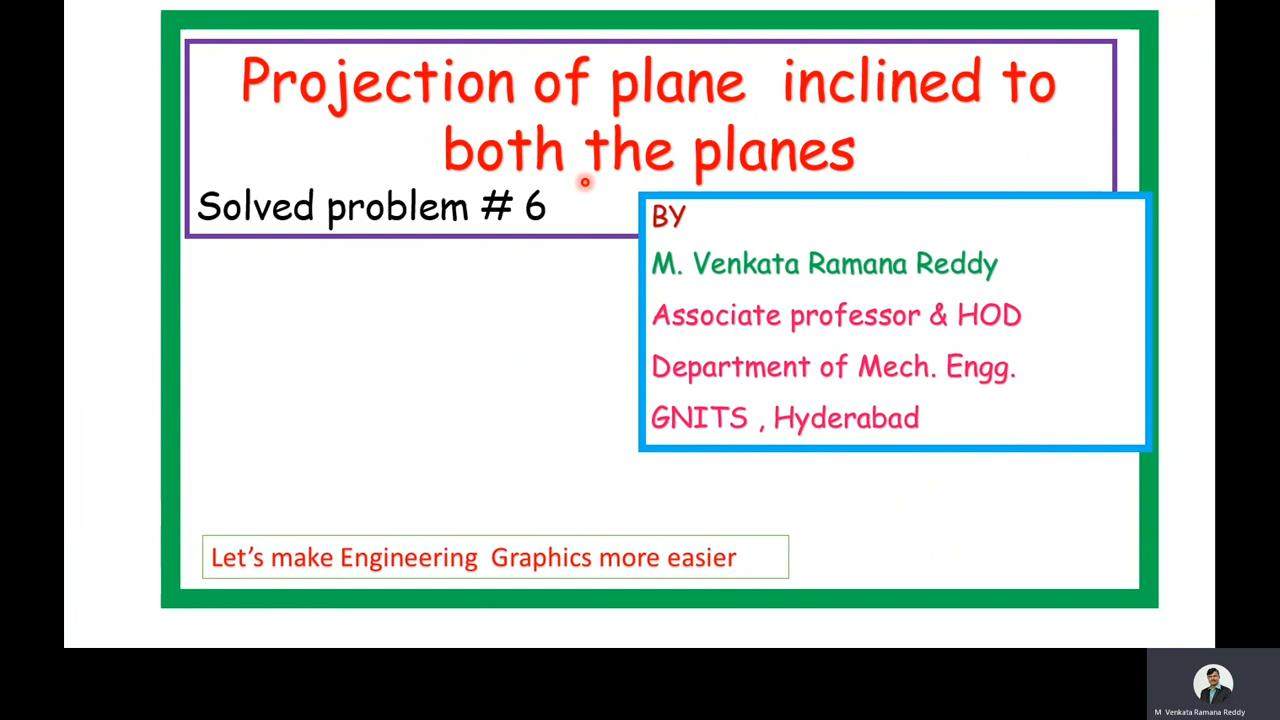 Projection of plane inclined to
both the planes
Solved problem # 6
BY
M. Venkata Ramana Reddy
Associate professor & HOD
Department of Mech. Engg.
GNITS , Hyderabad
Let's make Engineering Graphics more easier
M Venkata Ramana Reddy